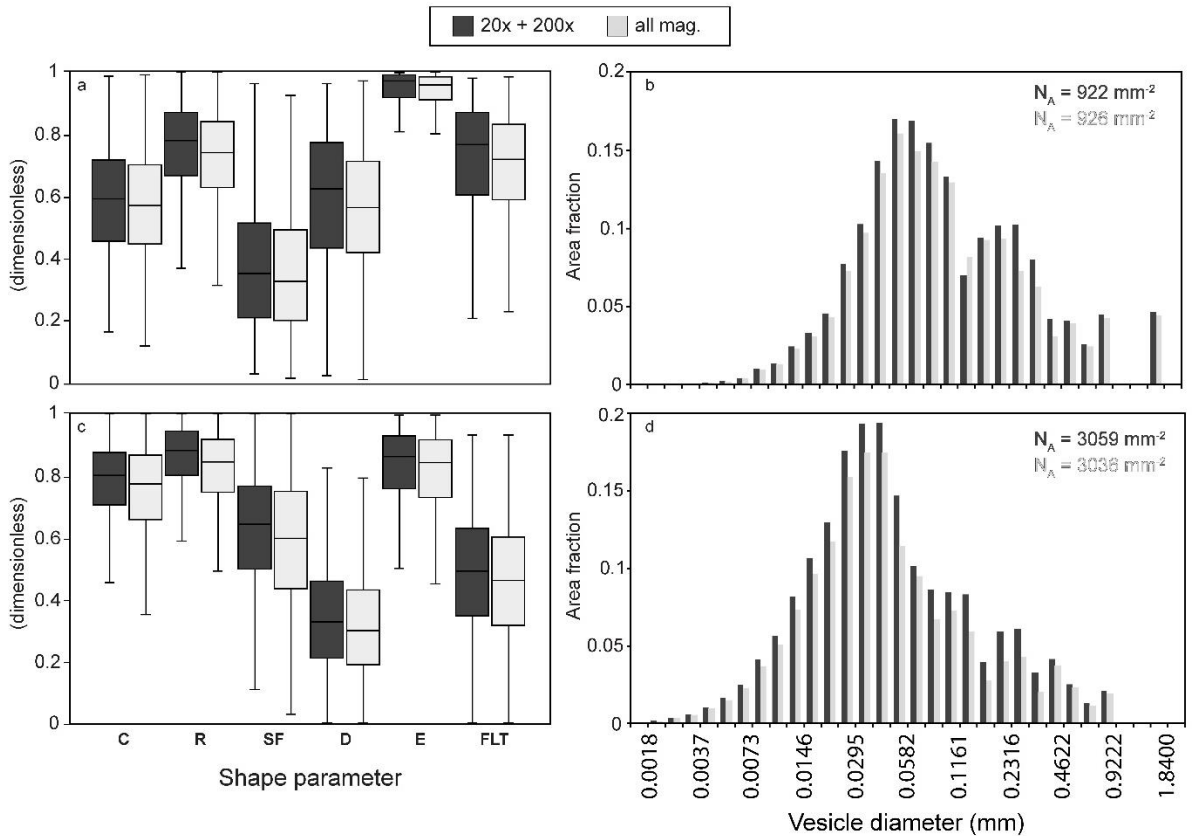 20x + 200x all mag.
a
1
0.8
0.6
0.4
0.2
0
(dimensionless)
b
0.2
0.15
0.1
0.05
0
Area fraction
N_A = 922 mm-2
N_A = 926 mm-2
c
1
0.8
0.6
0.4
0.2
0
(dimensionless)
C R SF D E FLT
Shape parameter
d
0.2
0.15
0.1
0.05
0
Area fraction
N_A = 3059 mm-2
N_A = 3036 mm-2
0.0018 0.0037 0.0073 0.0146 0.0295 0.0582 0.1161 0.2316 0.46222 0.9222 1.8400
Vesicle diameter (mm)